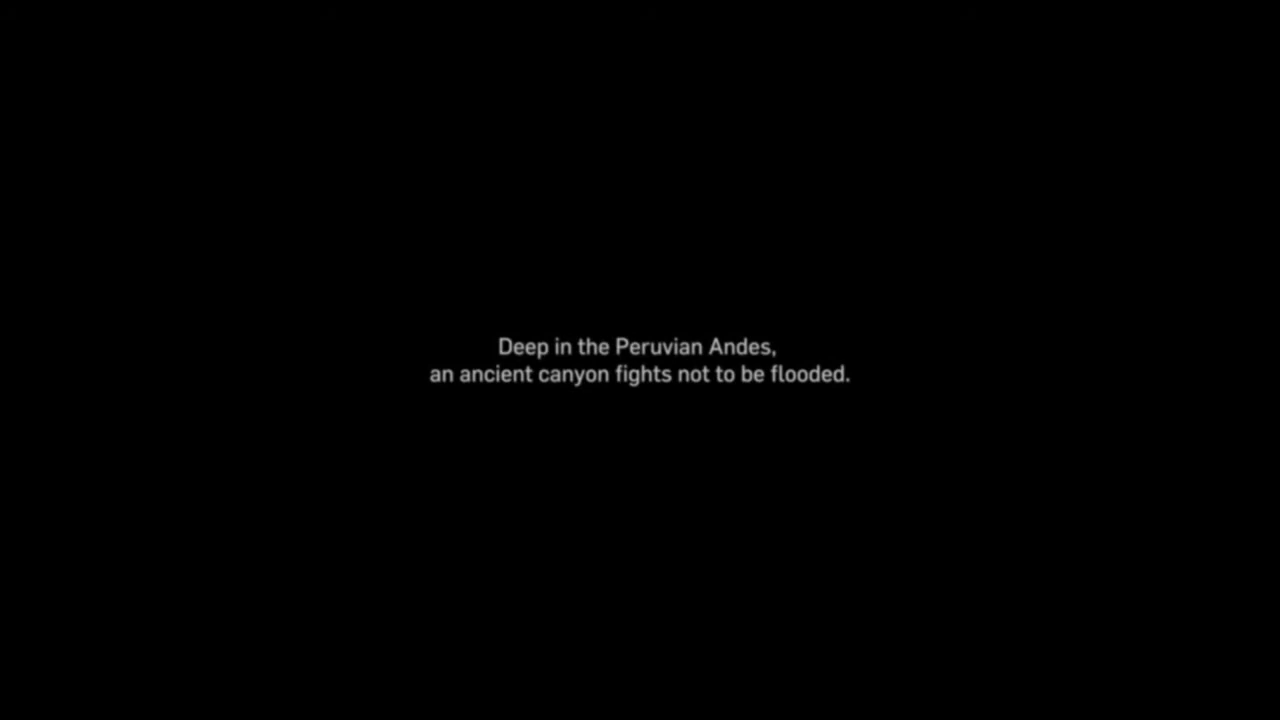 Deep in the Peruvian Andes,
an ancient canyon fights not to be flooded.